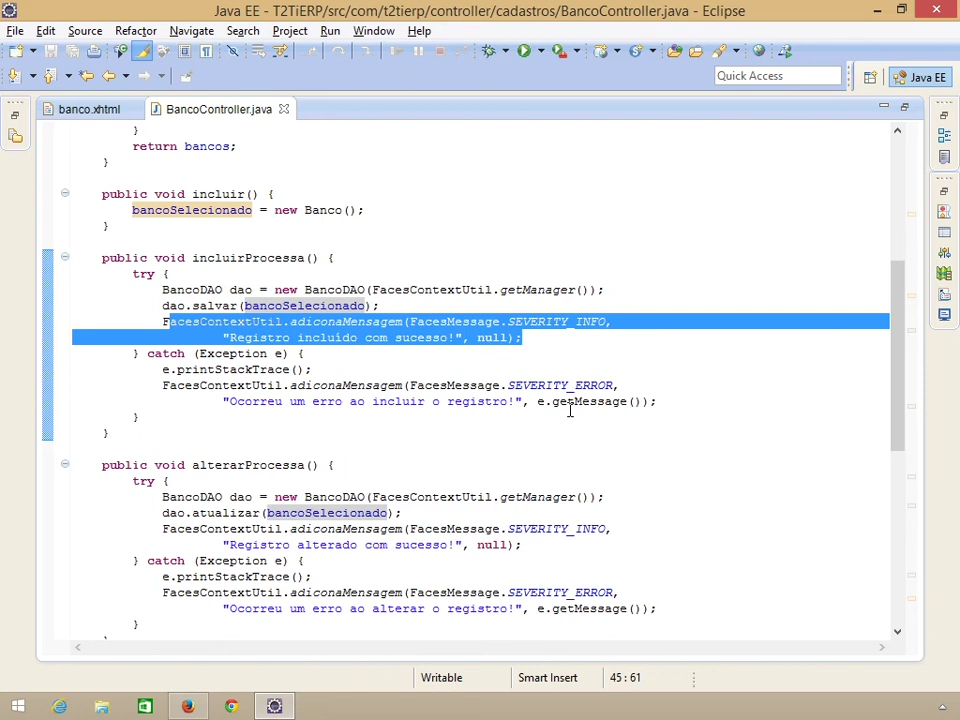 Java EE - T2TiERP/src/com/t2tierp/controller/cadastros/BancoController.java - Eclipse
File Edit Source Refactor Navigate Search Project Run Window Help
Quick Access
Java EE
banco.xhtml BancoController.java
}
return bancos;
}
public void incluir() {
bancoSelecionado = new Banco();
}
public void incluirProcessa() {
try {
BancoDAO dao = new BancoDAO(FacesContextUtil.getManager());
dao.salvar(bancoSelecionado);
FacesContextUtil.adiconaMensagem(FacesMessage.SEVERITY_INFO,
"Registro incluído com sucesso!", null);
} catch (Exception e) {
e.printStackTrace();
FacesContextUtil.adiconaMensagem(FacesMessage.SEVERITY_ERROR,
"Ocorreu um erro ao incluir o registro!", e.getMessage());
}
}
public void alterarProcessa() {
try {
BancoDAO dao = new BancoDAO(FacesContextUtil.getManager());
dao.atualizar(bancoSelecionado);
FacesContextUtil.adiconaMensagem(FacesMessage.SEVERITY_INFO,
"Registro alterado com sucesso!", null);
} catch (Exception e) {
e.printStackTrace();
FacesContextUtil.adiconaMensagem(FacesMessage.SEVERITY_ERROR,
"Ocorreu um erro ao alterar o registro!", e.getMessage());
}
Writable Smart Insert 45 : 61